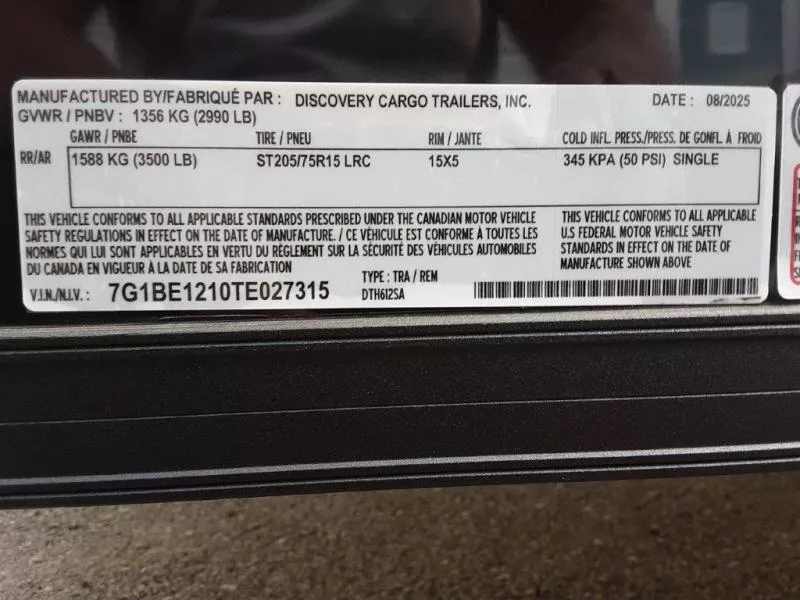 MANUFACTURED BY/FABRIQUÉ PAR : DISCOVERY CARGO TRAILERS, INC. DATE : 08/2025
GVWR / PNBV : 1356 KG (2990 LB)
GAWR / PNBE TIRE / PNEU RIM / JANTE COLD INFL. PRESS./PRESS. DE GONFL. À FROID
RR/AR 1588 KG (3500 LB) ST205/75R15 LRC 15X5 345 KPA (50 PSI) SINGLE
THIS VEHICLE CONFORMS TO ALL APPLICABLE STANDARDS PRESCRIBED UNDER THE CANADIAN MOTOR VEHICLE
SAFETY REGULATIONS IN EFFECT ON THE DATE OF MANUFACTURE. / CE VÉHICULE EST CONFORME À TOUTES LES
NORMES QUI LUI SONT APPLICABLES EN VERTU DU RÈGLEMENT SUR LA SÉCURITÉ DES VÉHICULES AUTOMOBILES
DU CANADA EN VIGUEUR À LA DATE DE SA FABRICATION
THIS VEHICLE CONFORMS TO ALL APPLICABLE
U.S FEDERAL MOTOR VEHICLE SAFETY
STANDARDS IN EFFECT ON THE DATE OF
MANUFACTURE SHOWN ABOVE
V.I.N./N.I.V. : 7G1BE1210TE027315
TYPE : TRA / REM
DTH612SA